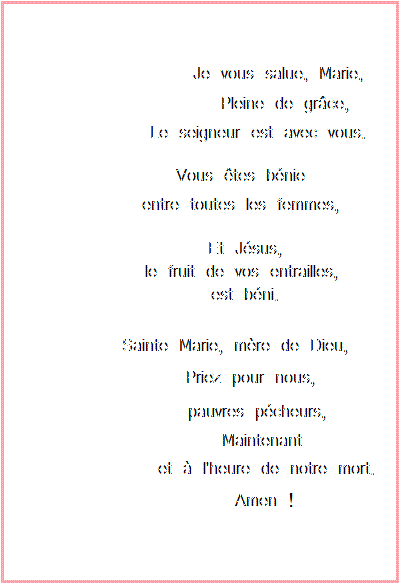 Je vous salue, Marie,
Pleine de grâce,
Le seigneur est avec vous.
Vous êtes bénie
entre toutes les femmes,
Et Jésus,
le fruit de vos entrailles,
est béni.
Sainte Marie, mère de Dieu,
Priez pour nous,
pauvres pécheurs,
Maintenant
et à l'heure de notre mort.
Amen !